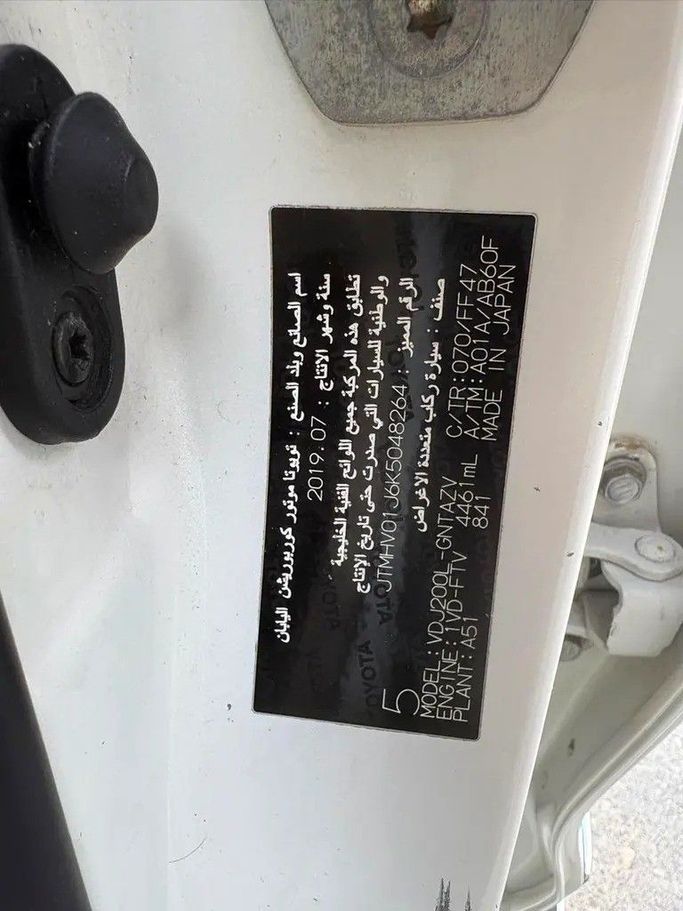 اسم الصانع وبلد الصنع : تويوتا موتور كوربوريشن اليابان
سنة وشهر الانتاج : 2019.07
تطابق هذه المركبة جميع اللوائح الفنية الخليجية
والوطنية للسيارات التي صدرت حتى تاريخ الإنتاج
الرقم المميز : JTMHV01J6K5048264
صنف : سيارة ركاب متعددة الاغراض
5
MODEL: VDJ200L-GNTAZV C/TR: 070/FF47
ENGINE: 1VD-FTV 4461mL A/TM: A01A/AB60F
PLANT: A51 841 MADE IN JAPAN
TOYOTA